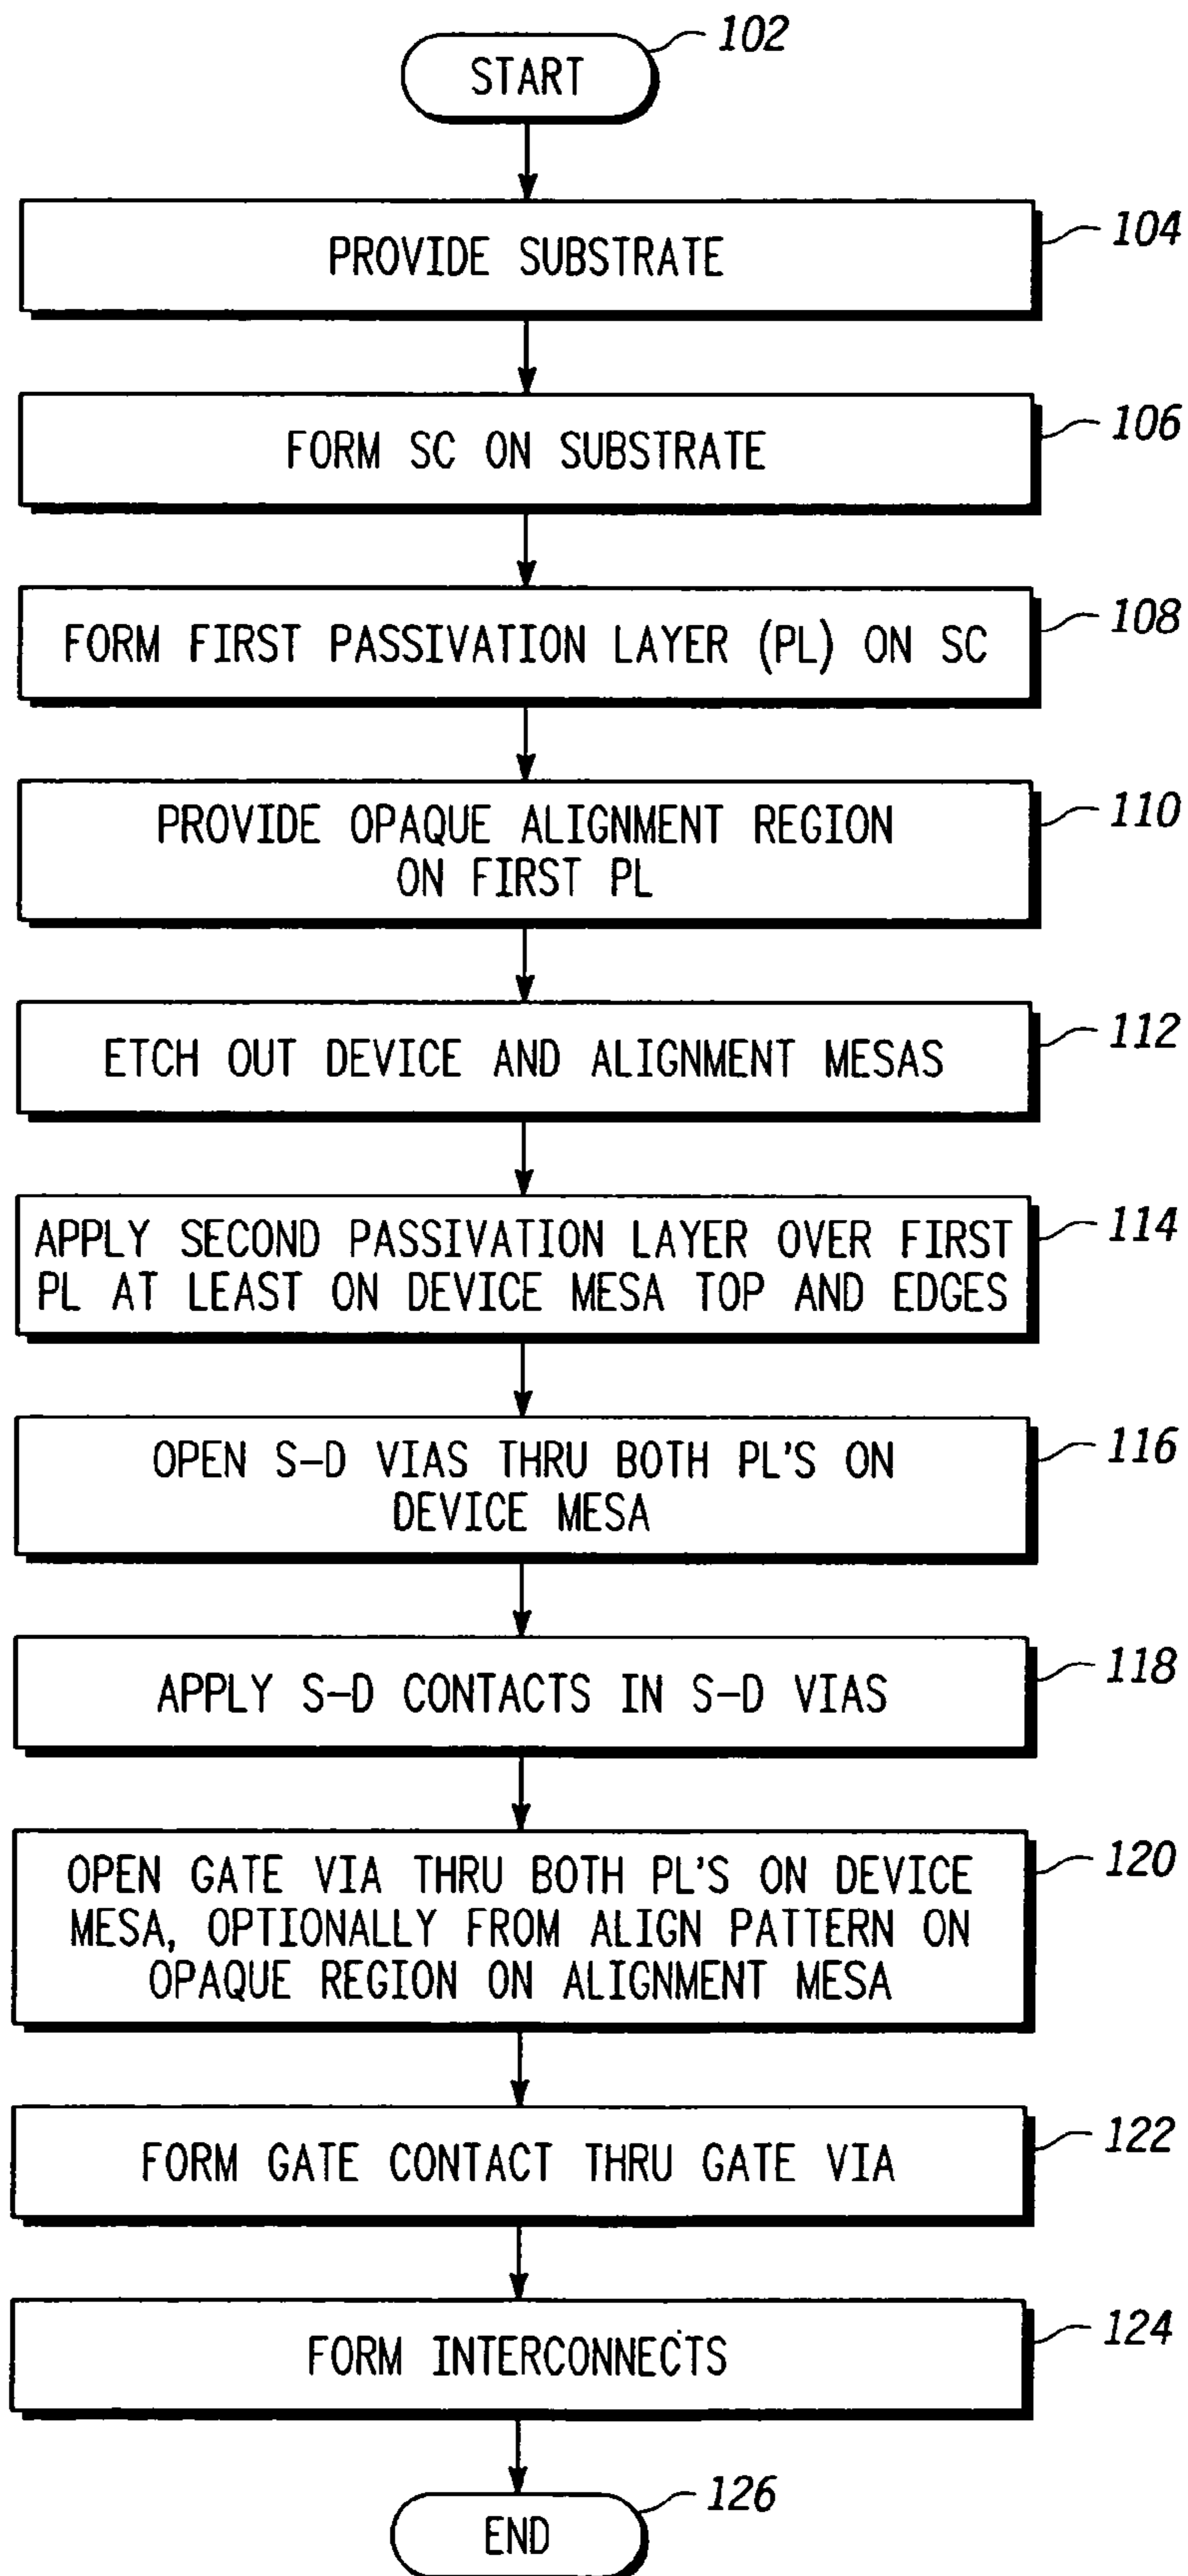 102
START
PROVIDE SUBSTRATE
104
FORM SC ON SUBSTRATE
106
FORM FIRST PASSIVATION LAYER (PL) ON SC
108
PROVIDE OPAQUE ALIGNMENT REGION
ON FIRST PL
110
ETCH OUT DEVICE AND ALIGNMENT MESAS
112
APPLY SECOND PASSIVATION LAYER OVER FIRST
PL AT LEAST ON DEVICE MESA TOP AND EDGES
114
OPEN S-D VIAS THRU BOTH PL'S ON
DEVICE MESA
116
APPLY S-D CONTACTS IN S-D VIAS
118
OPEN GATE VIA THRU BOTH PL'S ON DEVICE
MESA, OPTIONALLY FROM ALIGN PATTERN ON
OPAQUE REGION ON ALIGNMENT MESA
120
FORM GATE CONTACT THRU GATE VIA
122
FORM INTERCONNECTS
124
END
126